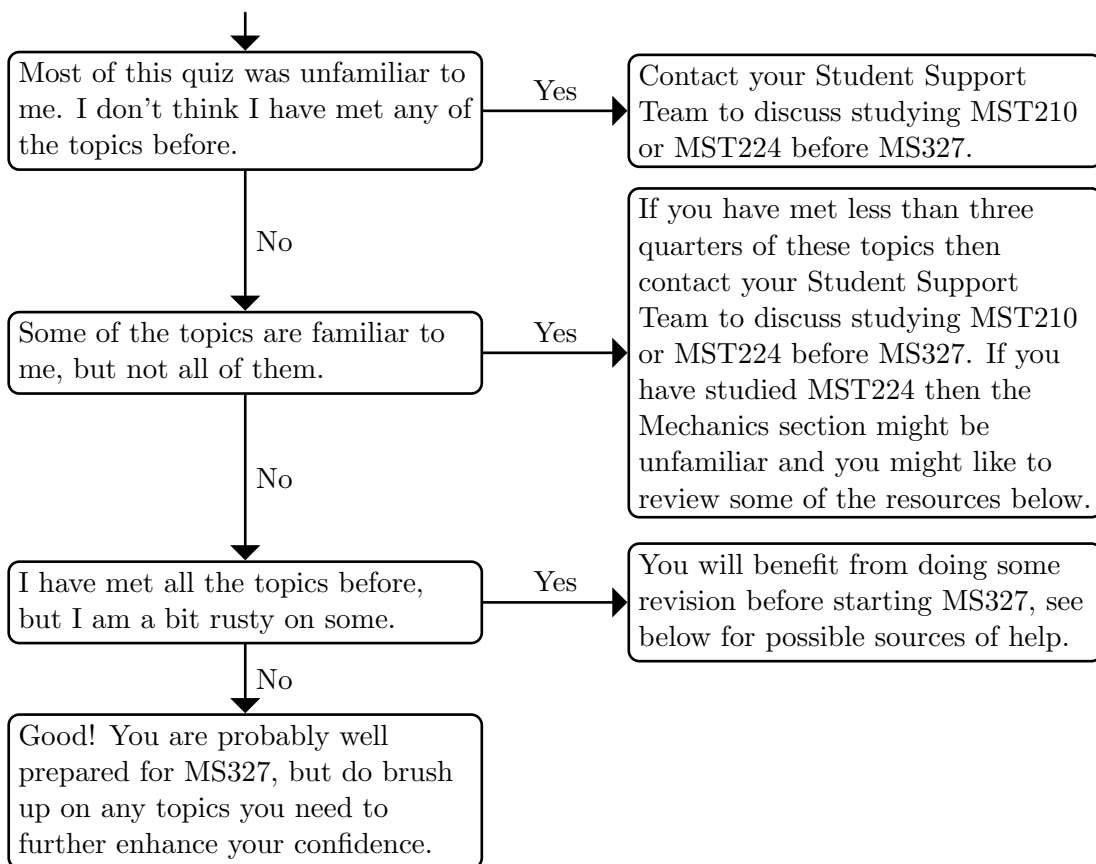 Most of this quiz was unfamiliar to
me. I don't think I have met any of
the topics before.
Yes
Contact your Student Support
Team to discuss studying MST210
or MST224 before MS327.
No
Some of the topics are familiar to
me, but not all of them.
Yes
If you have met less than three
quarters of these topics then
contact your Student Support
Team to discuss studying MST210
or MST224 before MS327. If you
have studied MST224 then the
Mechanics section might be
unfamiliar and you might like to
review some of the resources below.
No
I have met all the topics before,
but I am a bit rusty on some.
Yes
You will benefit from doing some
revision before starting MS327, see
below for possible sources of help.
No
Good! You are probably well
prepared for MS327, but do brush
up on any topics you need to
further enhance your confidence.